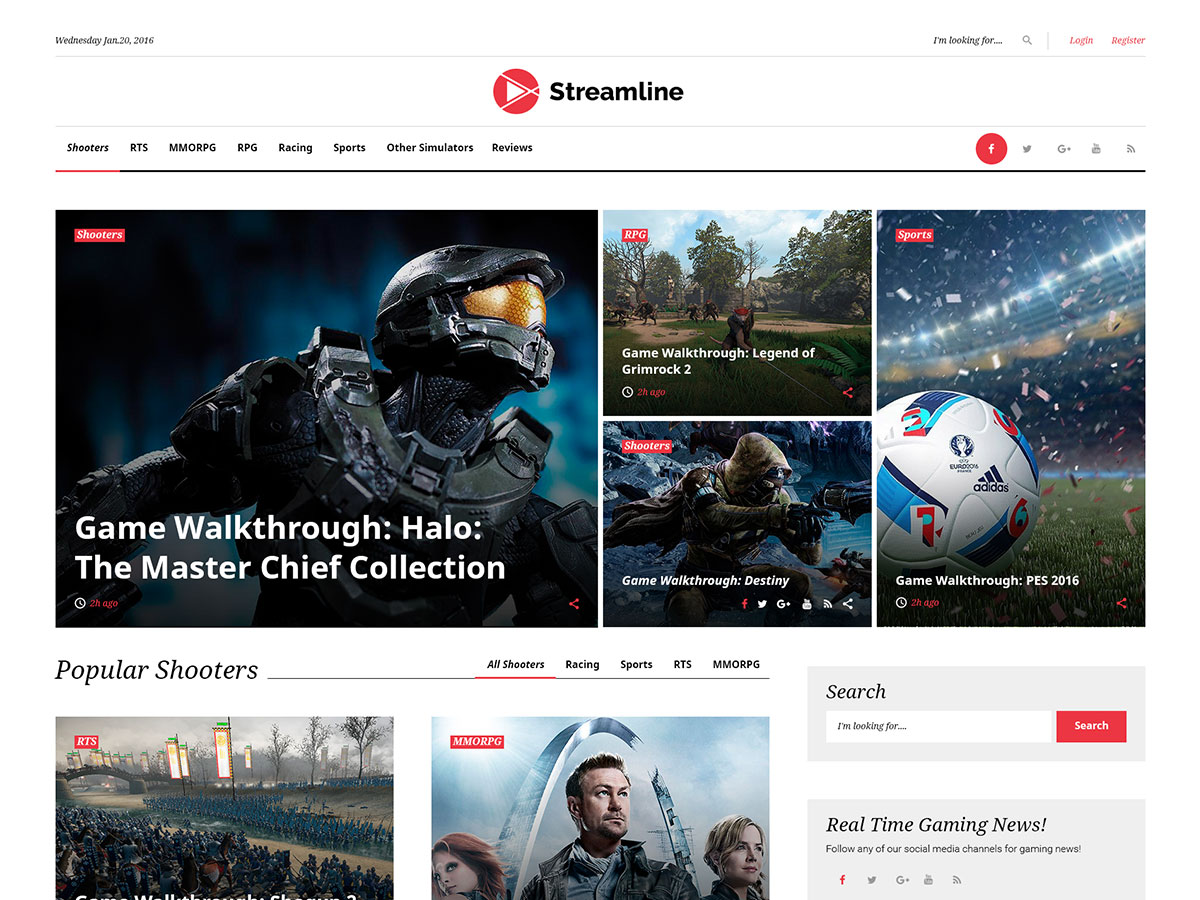 Wednesday Jan.20, 2016
I'm looking for....
Login
Register
Streamline
Shooters
RTS
MMORPG
RPG
Racing
Sports
Other Simulators
Reviews
Shooters
Game Walkthrough: Halo:
The Master Chief Collection
2h ago
RPG
Game Walkthrough: Legend of
Grimrock 2
2h ago
Shooters
Game Walkthrough: Destiny
Sports
EURO2016
FRANCE
adidas
Game Walkthrough: PES 2016
2h ago
Popular Shooters
All Shooters
Racing
Sports
RTS
MMORPG
RTS
Game Walkthrough: Shogun 2
MMORPG
Search
I'm looking for....
Search
Real Time Gaming News!
Follow any of our social media channels for gaming news!